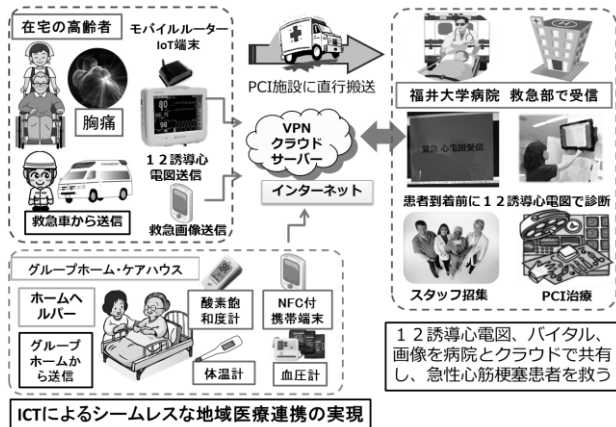 在宅の高齢者
モバイルルーター
IoT端末
胸痛
12誘導心
電図送信
救急車から送信
救急画像送信
PCI施設に直行搬送
VPN
クラウド
サーバー
インターネット
福井大学病院 救急部で受信
緊急 心電図受信
患者到着前に12誘導心電図で診断
スタッフ招集
PCI治療
グループホーム・ケアハウス
ホームヘ
ルパー
グループ
ホームか
ら送信
酸素飽
和度計
NFC付
携帯端末
体温計
血圧計
12誘導心電図、バイタル、
画像を病院とクラウドで共有
し、急性心筋梗塞患者を救う
ICTによるシームレスな地域医療連携の実現